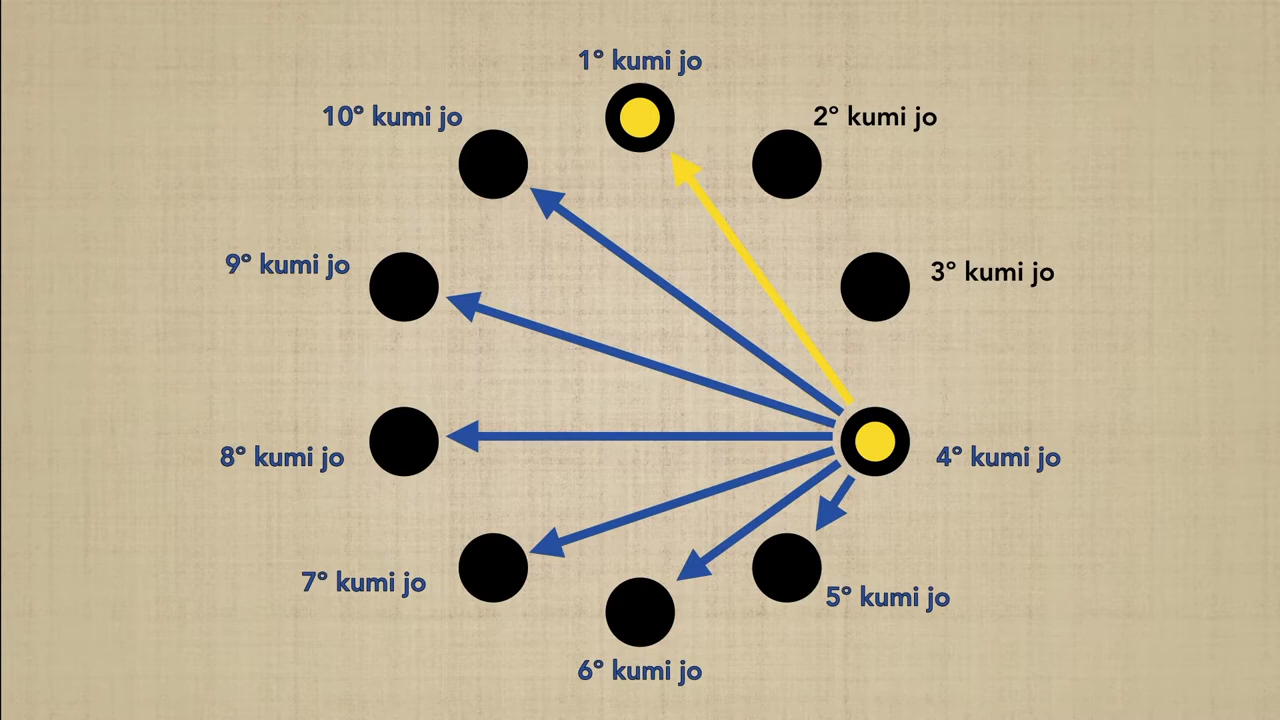 1° kumi jo
2° kumi jo
3° kumi jo
4° kumi jo
5° kumi jo
6° kumi jo
7° kumi jo
8° kumi jo
9° kumi jo
10° kumi jo